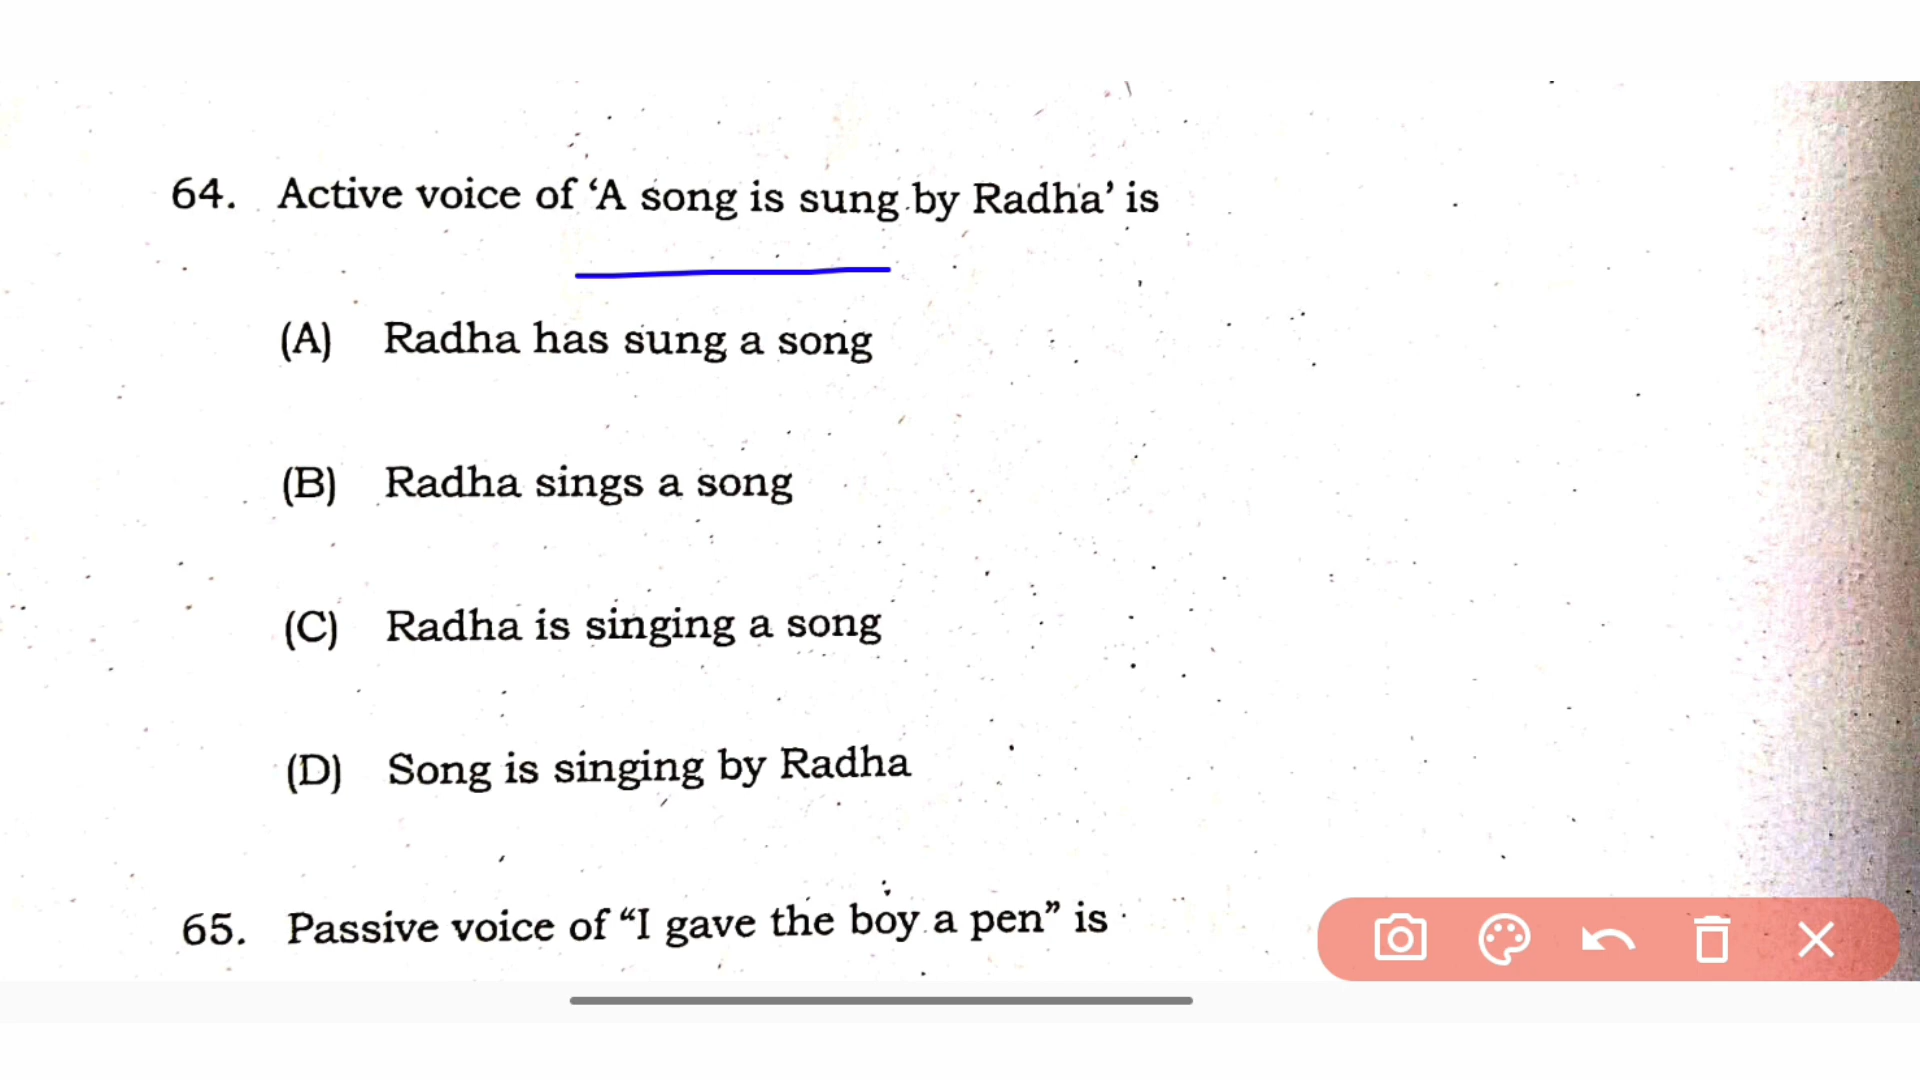 64. Active voice of ‘A song is sung by Radha’ is
(A) Radha has sung a song
(B) Radha sings a song
(C) Radha is singing a song
(D) Song is singing by Radha
65. Passive voice of “I gave the boy a pen” is